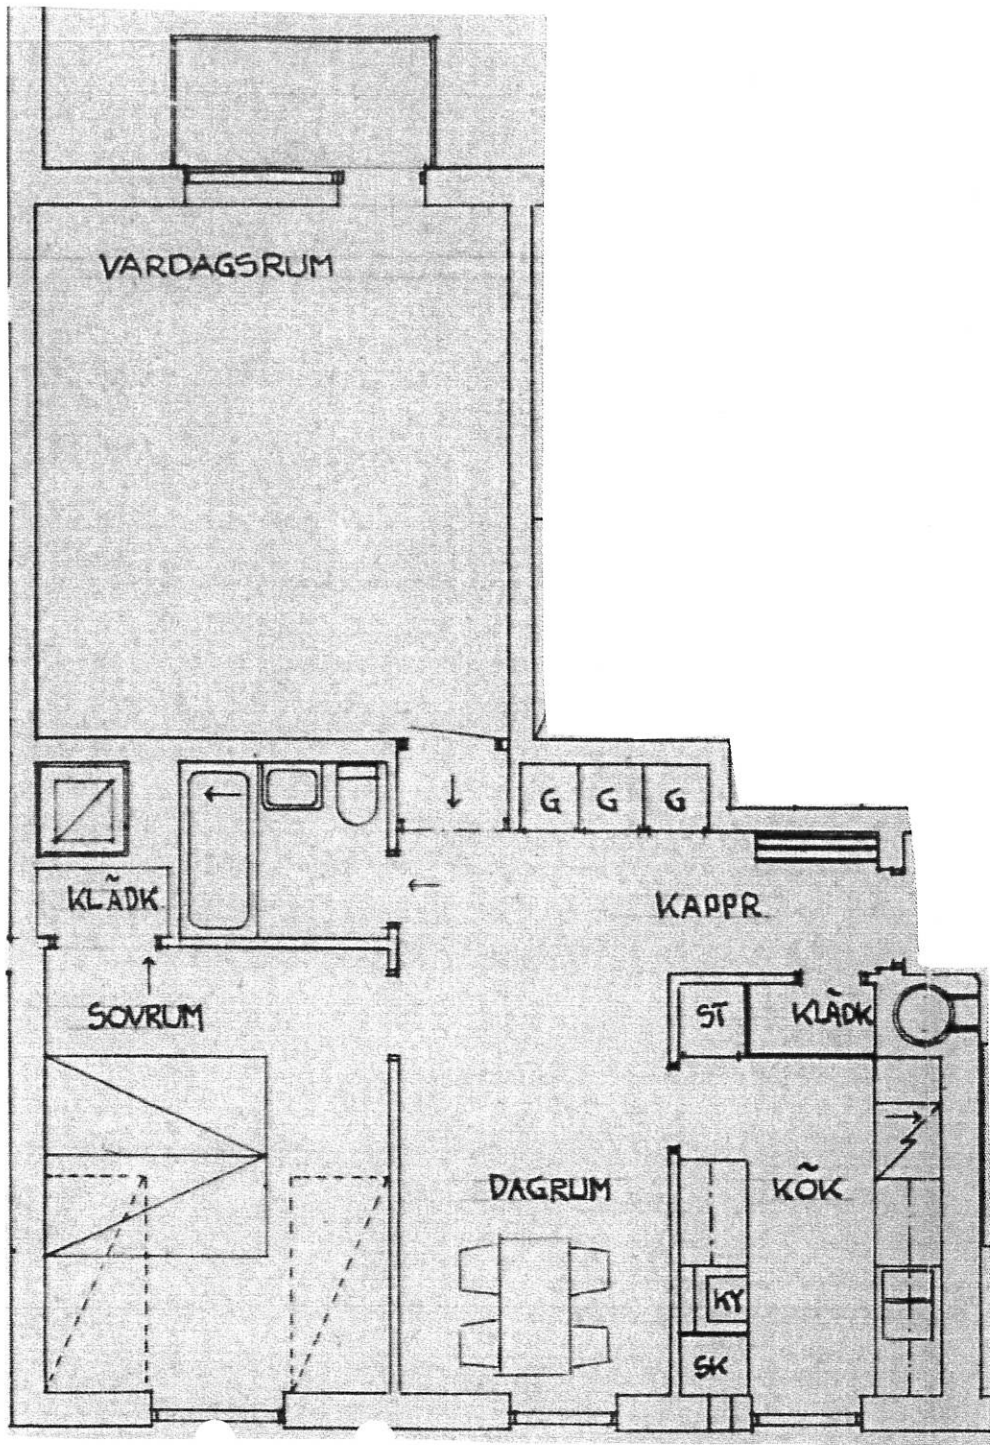 VARDAGSRUM
G G G
KLÄDK
KAPPR
SOVRUM
ST
KLÄDK
DAGRUM
KÖK
KY
SK